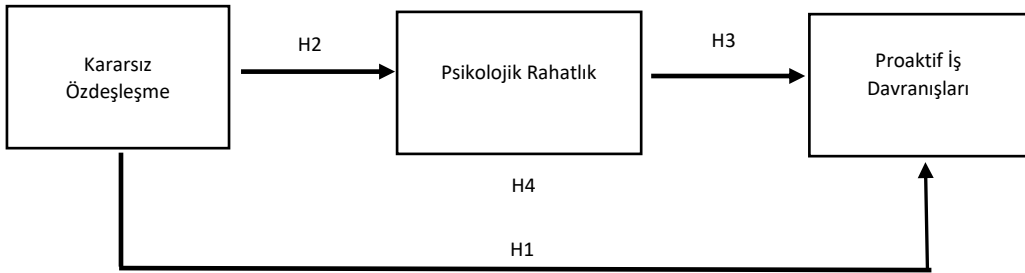 Kararsız
Özdeşleşme
H2
Psikolojik Rahatlık
H3
Proaktif İş
Davranışları
H4
H1